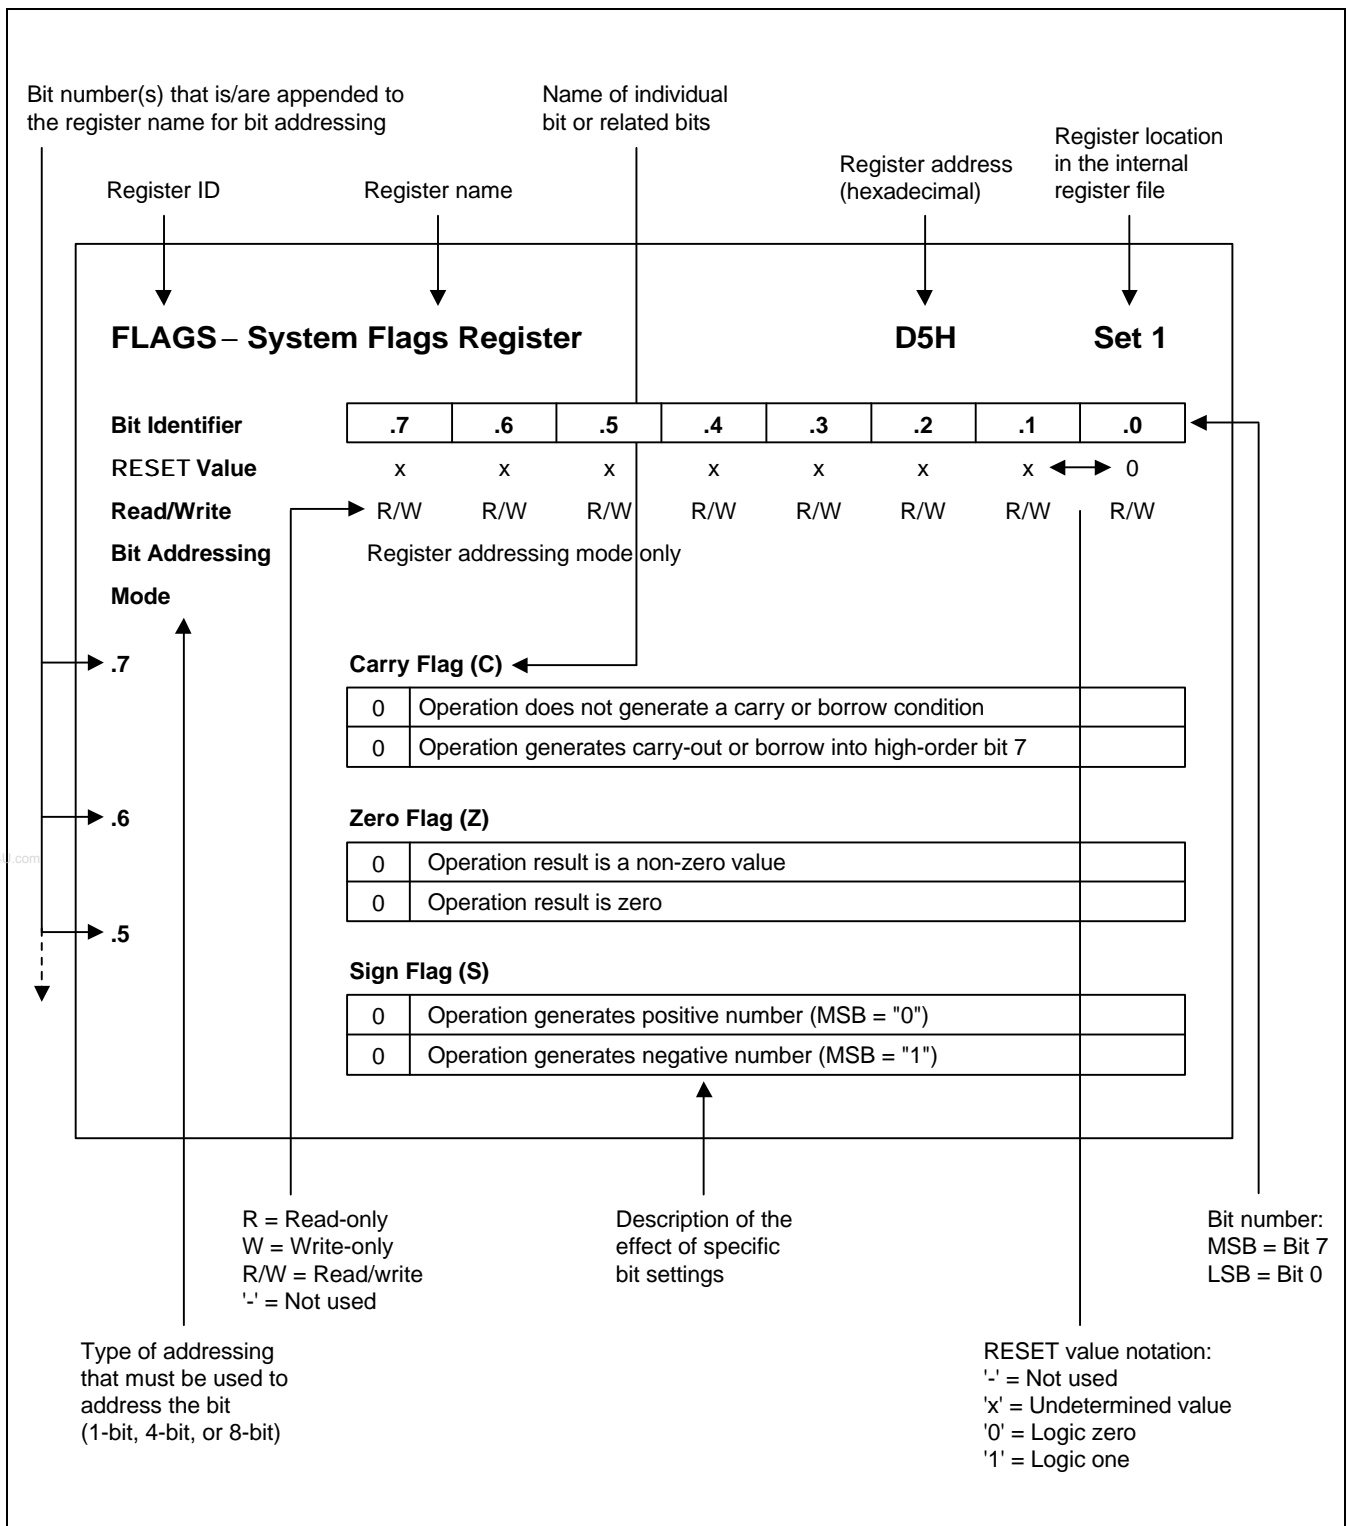 Bit number(s) that is/are appended to
the register name for bit addressing
Name of individual
bit or related bits
Register ID
Register name
Register address
(hexadecimal)
Register location
in the internal
register file
FLAGS – System Flags Register D5H Set 1
Bit Identifier .7 .6 .5 .4 .3 .2 .1 .0
RESET Value x x x x x x x 0
Read/Write R/W R/W R/W R/W R/W R/W R/W R/W
Bit Addressing Register addressing mode only
Mode
.7 Carry Flag (C)
0 Operation does not generate a carry or borrow condition
0 Operation generates carry-out or borrow into high-order bit 7
.6 Zero Flag (Z)
0 Operation result is a non-zero value
0 Operation result is zero
.5
Sign Flag (S)
0 Operation generates positive number (MSB = "0")
0 Operation generates negative number (MSB = "1")
R = Read-only
W = Write-only
R/W = Read/write
'-' = Not used
Description of the
effect of specific
bit settings
Bit number:
MSB = Bit 7
LSB = Bit 0
Type of addressing
that must be used to
address the bit
(1-bit, 4-bit, or 8-bit)
RESET value notation:
'-' = Not used
'x' = Undetermined value
'0' = Logic zero
'1' = Logic one